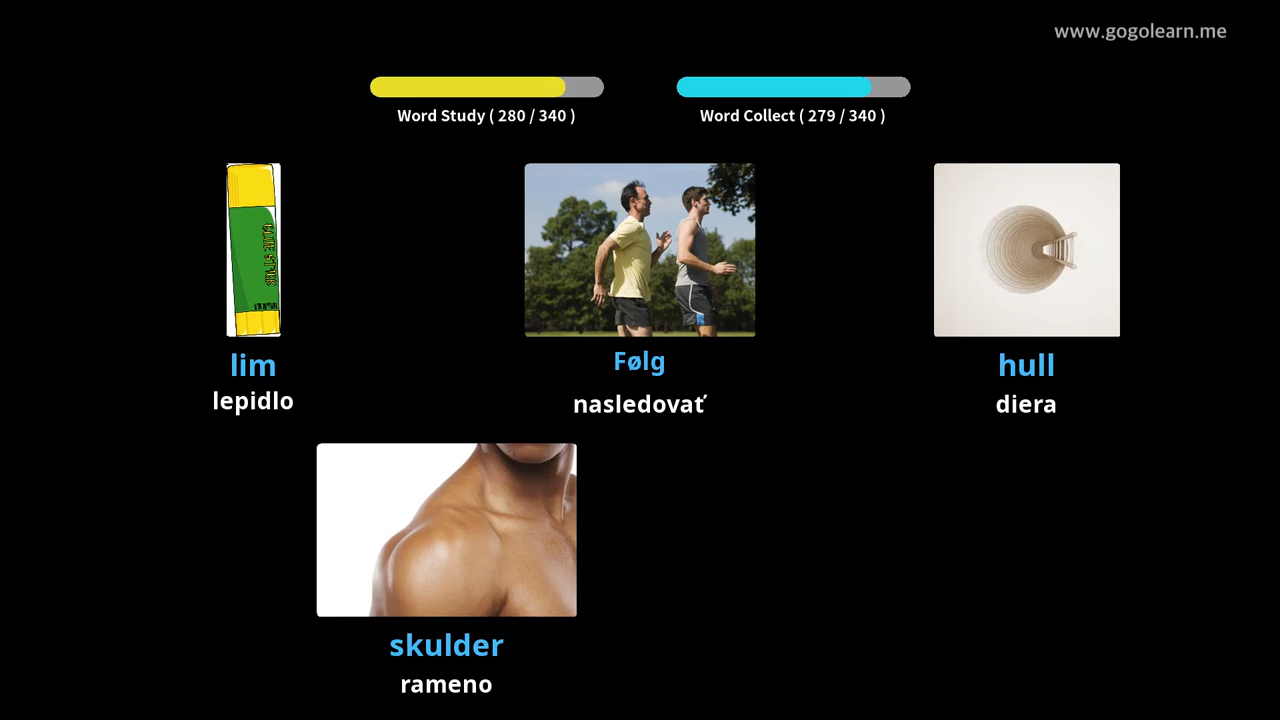 www.gogolearn.me
Word Study ( 280 / 340 )
Word Collect ( 279 / 340 )
lim
lepidlo
Følg
nasledovať
hull
diera
skulder
rameno